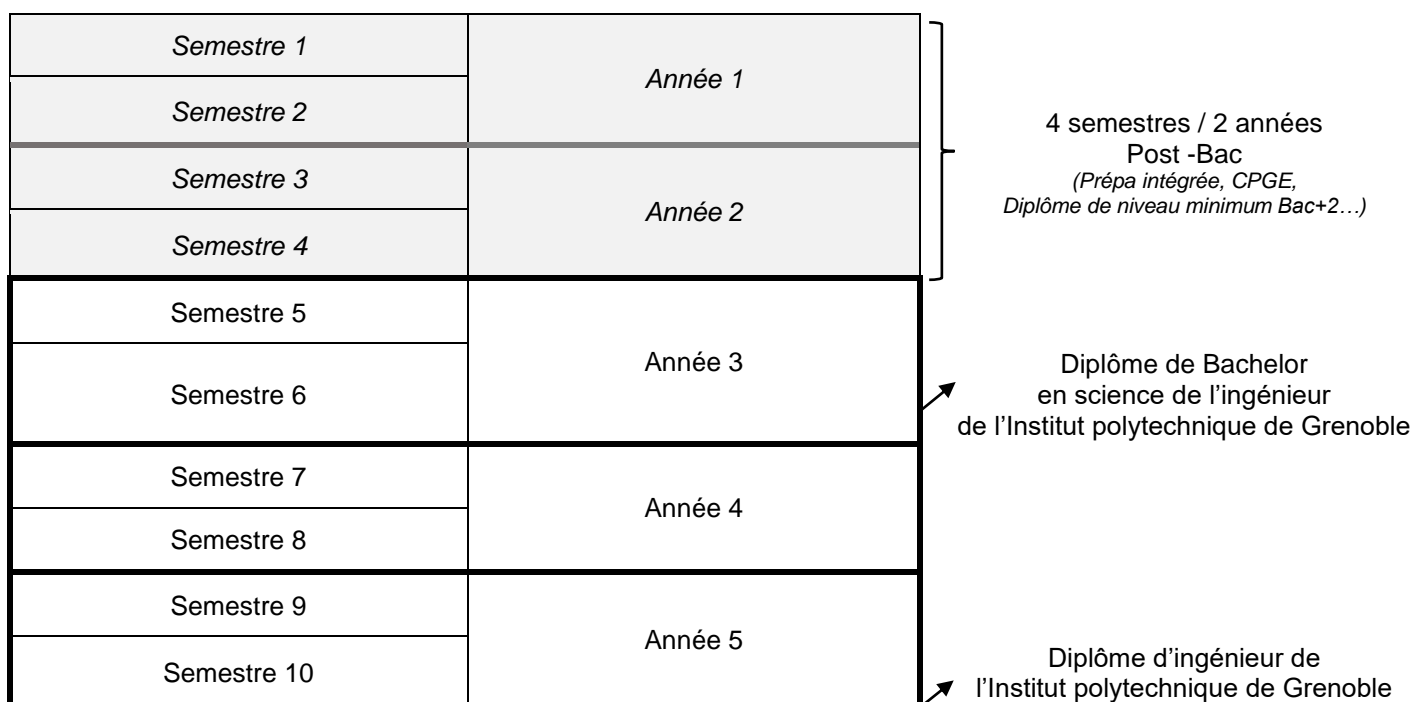 Semestre 1
Année 1
Semestre 2
4 semestres / 2 années
Post -Bac
(Prépa intégrée, CPGE,
Diplôme de niveau minimum Bac+2…)
Semestre 3
Année 2
Semestre 4
Semestre 5
Année 3
Semestre 6
Diplôme de Bachelor
en science de l’ingénieur
de l’Institut polytechnique de Grenoble
Semestre 7
Année 4
Semestre 8
Semestre 9
Année 5
Semestre 10
Diplôme d’ingénieur de
l’Institut polytechnique de Grenoble